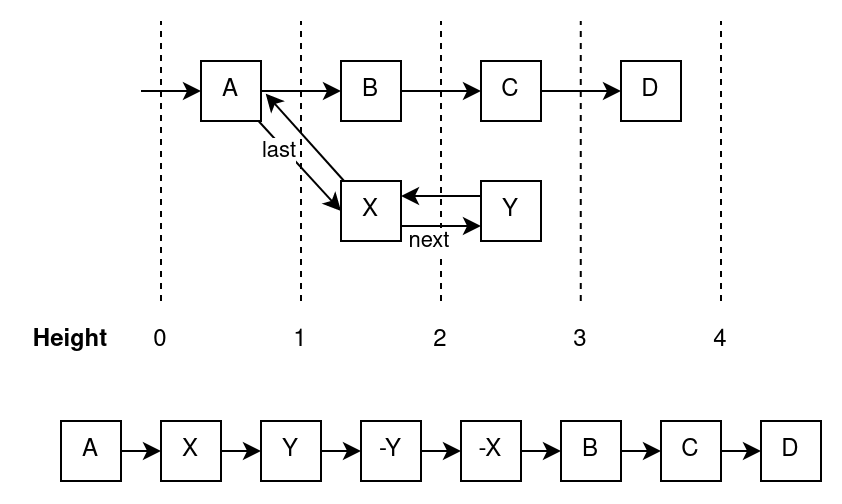 A B C D
last
X Y
next
Height 0 1 2 3 4
A X Y -Y -X B C D